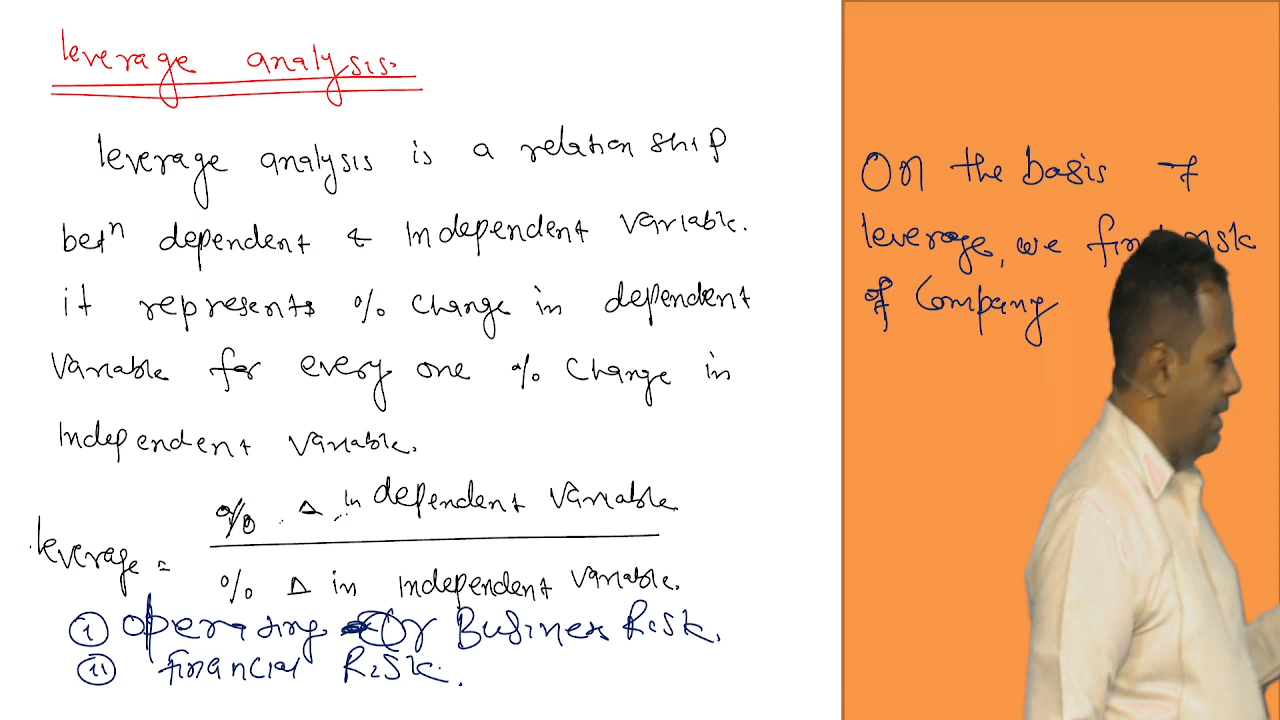 leverage analysis.
leverage analysis is a relationship
betⁿ dependent & Independent variable.
it represents % change in dependent
variable for every one % change in
Independent variable.
leverage = % Δ in dependent variable
% Δ in Independent variable.
(i) Operating Or Business Risk.
(ii) financial Risk.
On the basis of
leverage, we find risk
of Company